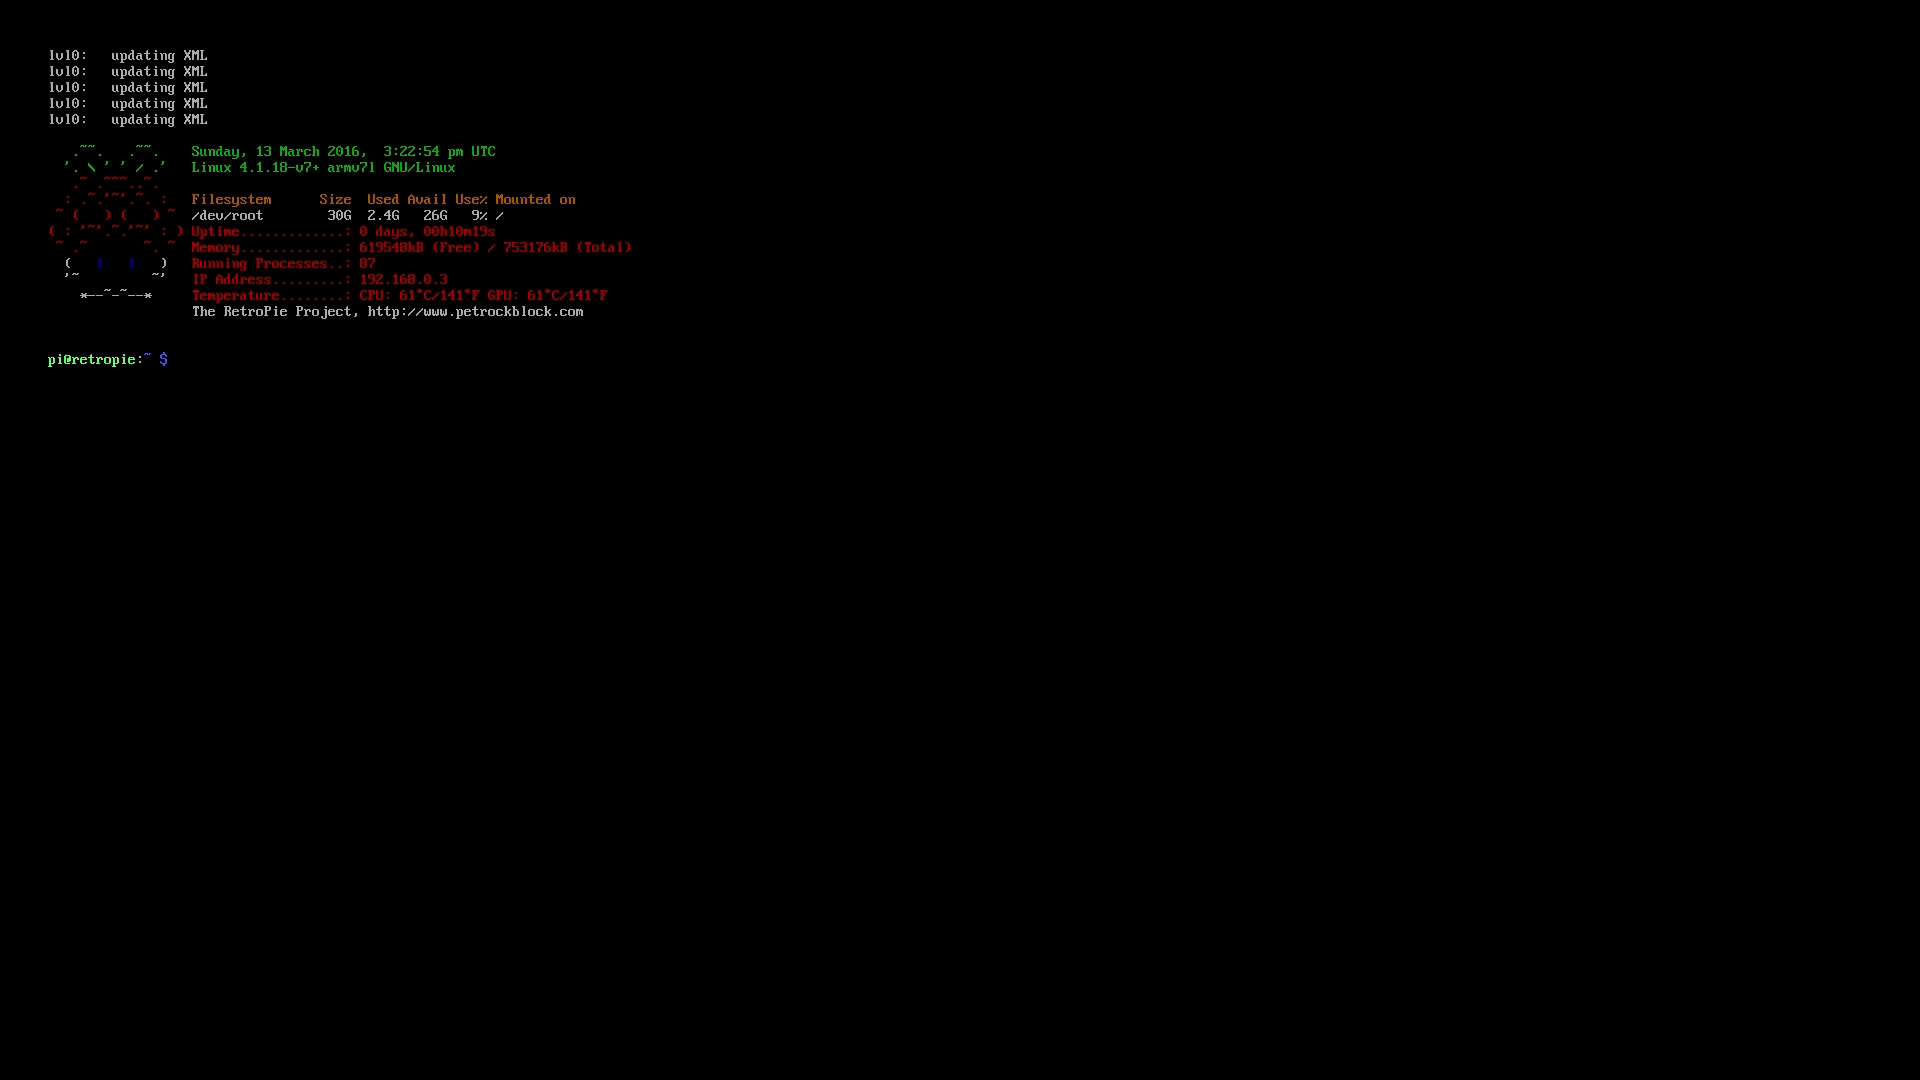 lvl0:   updating XML
lvl0:   updating XML
lvl0:   updating XML
lvl0:   updating XML
lvl0:   updating XML
Sunday, 13 March 2016,  3:22:54 pm UTC
Linux 4.1.18-v7+ armv7l GNU/Linux
Filesystem      Size  Used Avail Use% Mounted on
/dev/root        30G  2.4G   26G   9% /
Uptime.............: 0 days, 00h10m19s
Memory.............: 619548kB (Free) / 753176kB (Total)
Running Processes..: 87
IP Address.........: 192.168.0.3
Temperature........: CPU: 61°C/141°F GPU: 61°C/141°F
The RetroPie Project, http://www.petrockblock.com
pi@retropie:~ $